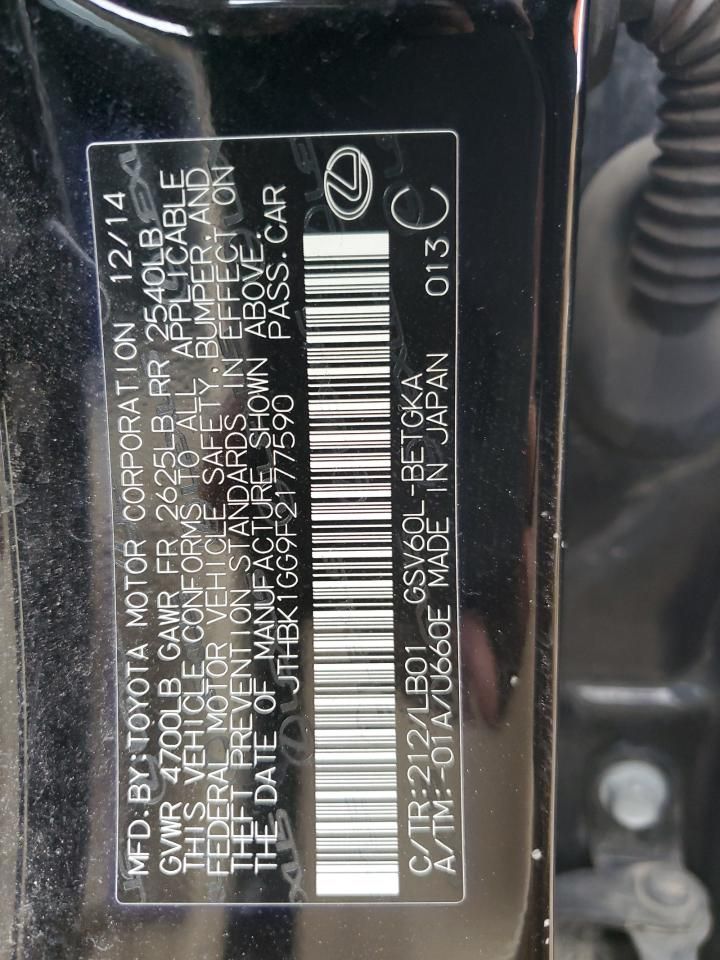 MFD. BY: TOYOTA MOTOR CORPORATION 12/14
GVWR 4700LB GAWR FR 2625LB RR 2540LB
THIS VEHICLE CONFORMS TO ALL APPLICABLE
FEDERAL MOTOR VEHICLE SAFETY, BUMPER, AND
THEFT PREVENTION STANDARDS IN EFFECT ON
THE DATE OF MANUFACTURE SHOWN ABOVE.
JTHBK1GG9F2177590 PASS. CAR
C/TR:212/LB01 GSV60L-BETGKA 013 C
A/TM:-01A/U660E MADE IN JAPAN